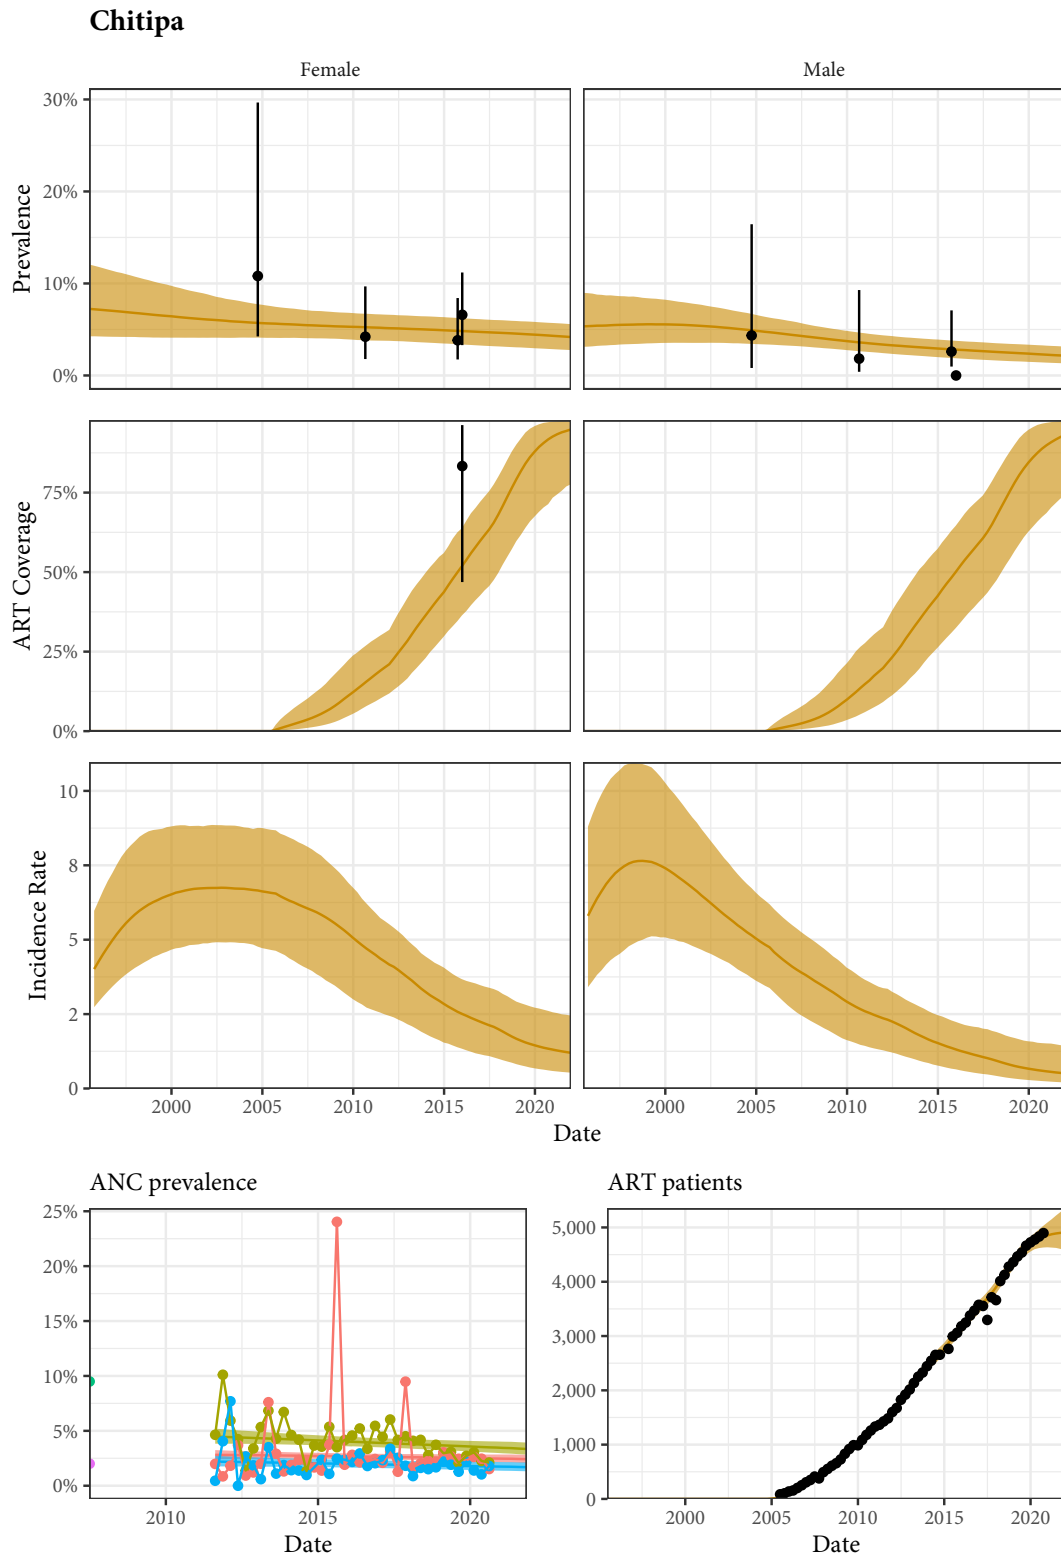 Chitipa
Female Male
Prevalence
30%
20%
10%
0%
ART Coverage
75%
50%
25%
0%
Incidence Rate
10
8
5
2
0
2000 2005 2010 2015 2020 2000 2005 2010 2015 2020
Date
ANC prevalence ART patients
25%
20%
15%
10%
5%
0%
5,000
4,000
3,000
2,000
1,000
0
2010 2015 2020 2000 2005 2010 2015 2020
Date Date